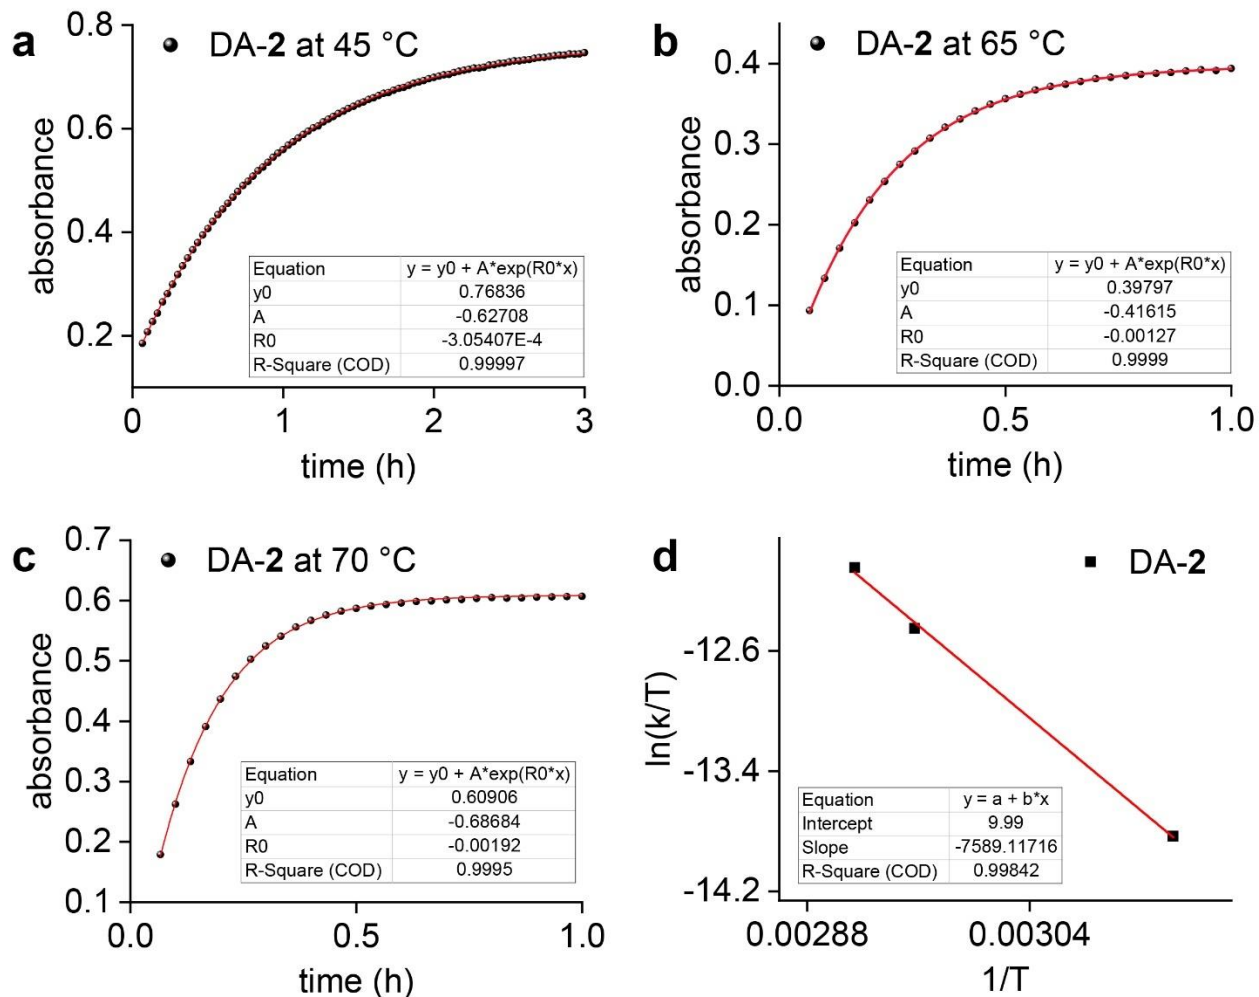 a
DA-2 at 45 °C
absorbance
0.8
0.6
0.4
0.2
Equation y = y0 + A*exp(R0*x)
y0 0.76836
A -0.62708
R0 -3.05407E-4
R-Square (COD) 0.99997
0 1 2 3
time (h)
b
DA-2 at 65 °C
absorbance
0.4
0.3
0.2
0.1
0.0
Equation y = y0 + A*exp(R0*x)
y0 0.39797
A -0.41615
R0 -0.00127
R-Square (COD) 0.9999
0.0 0.5 1.0
time (h)
c
DA-2 at 70 °C
absorbance
0.7
0.6
0.5
0.4
0.3
0.2
0.1
Equation y = y0 + A*exp(R0*x)
y0 0.60906
A -0.68684
R0 -0.00192
R-Square (COD) 0.9995
0.0 0.5 1.0
time (h)
d
DA-2
ln(k/T)
-12.6
-13.4
-14.2
Equation y = a + b*x
Intercept 9.99
Slope -7589.11716
R-Square (COD) 0.99842
0.00288 0.00304
1/T